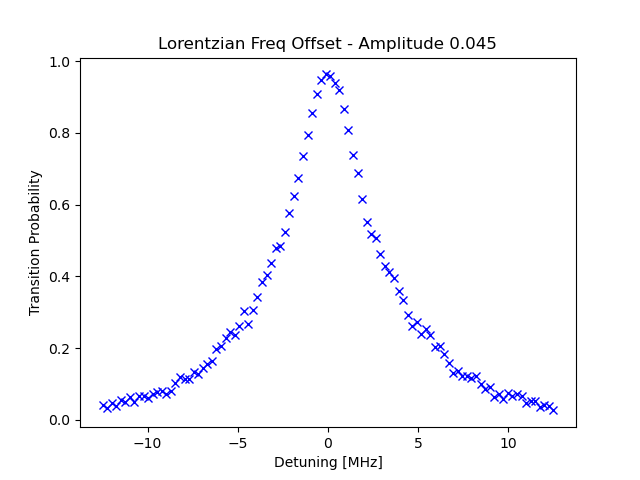 Lorentzian Freq Offset - Amplitude 0.045
Transition Probability
1.0
0.8
0.6
0.4
0.2
0.0
−10 −5 0 5 10
Detuning [MHz]